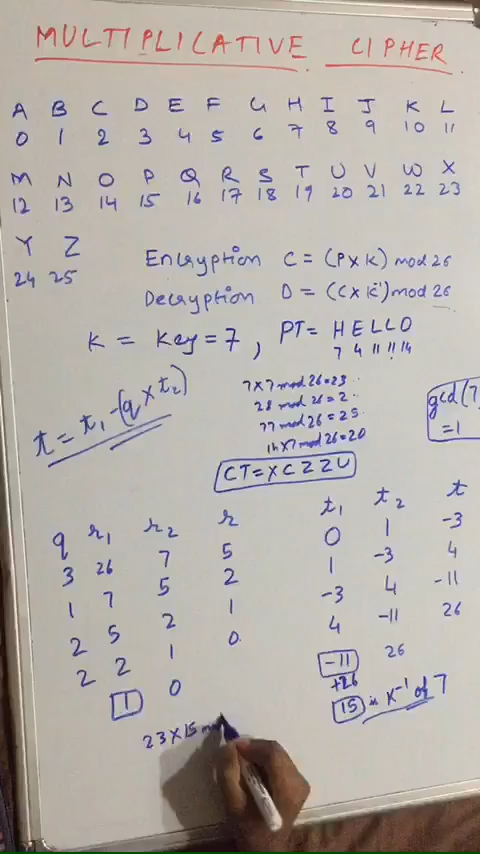 MULTIPLICATIVE CIPHER
A B C D E F G H I J K L
0 1 2 3 4 5 6 7 8 9 10 11
M N O P Q R S T U V W X
12 13 14 15 16 17 18 19 20 21 22 23
Y Z
24 25
Encryption C = (P x K) mod 26
Decryption D = (C x K⁻¹) mod 26
K = Key = 7 , PT = HELLO
7 4 11 11 14
t = t₁ - (q x t₂)
7 x 7 mod 26 = 23
28 mod 26 = 2
77 mod 26 = 25
14 x 7 mod 26 = 20
CT = XCZZU
gcd(7
=1
q r₁ r₂ r t₁ t₂ t
3 26 7 5 0 1 -3
1 7 5 2 1 -3 4
2 5 2 1 -3 4 -11
2 2 1 0 4 -11 26
1 0 -11 26
+26
15 is K⁻¹ of 7
23 x 15 m